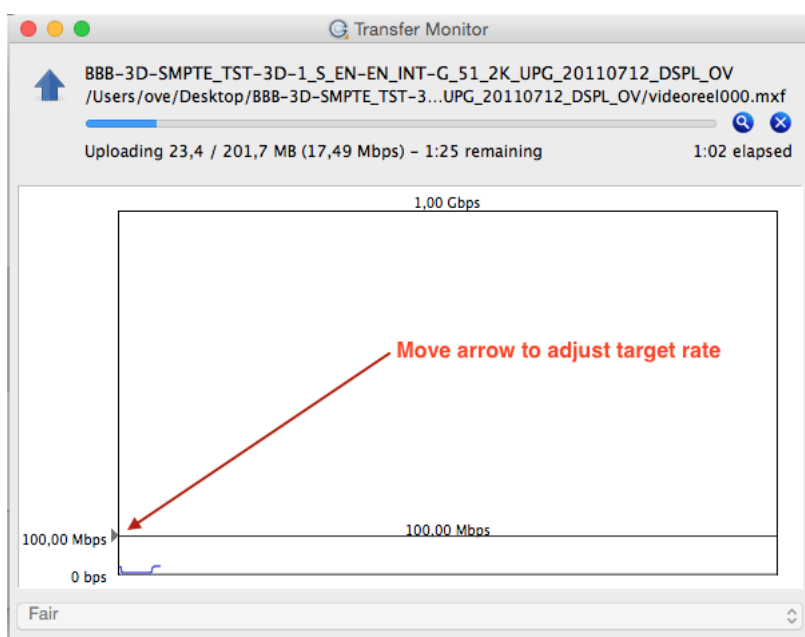 Transfer Monitor
BBB-3D-SMPTE_TST-3D-1_S_EN-EN_INT-G_51_2K_UPG_20110712_DSPL_OV
/Users/ove/Desktop/BBB-3D-SMPTE_TST-3...UPG_20110712_DSPL_OV/videoreel000.mxf
Uploading 23,4 / 201,7 MB (17,49 Mbps) – 1:25 remaining 1:02 elapsed
1,00 Gbps
Move arrow to adjust target rate
100,00 Mbps 100,00 Mbps
0 bps
Fair